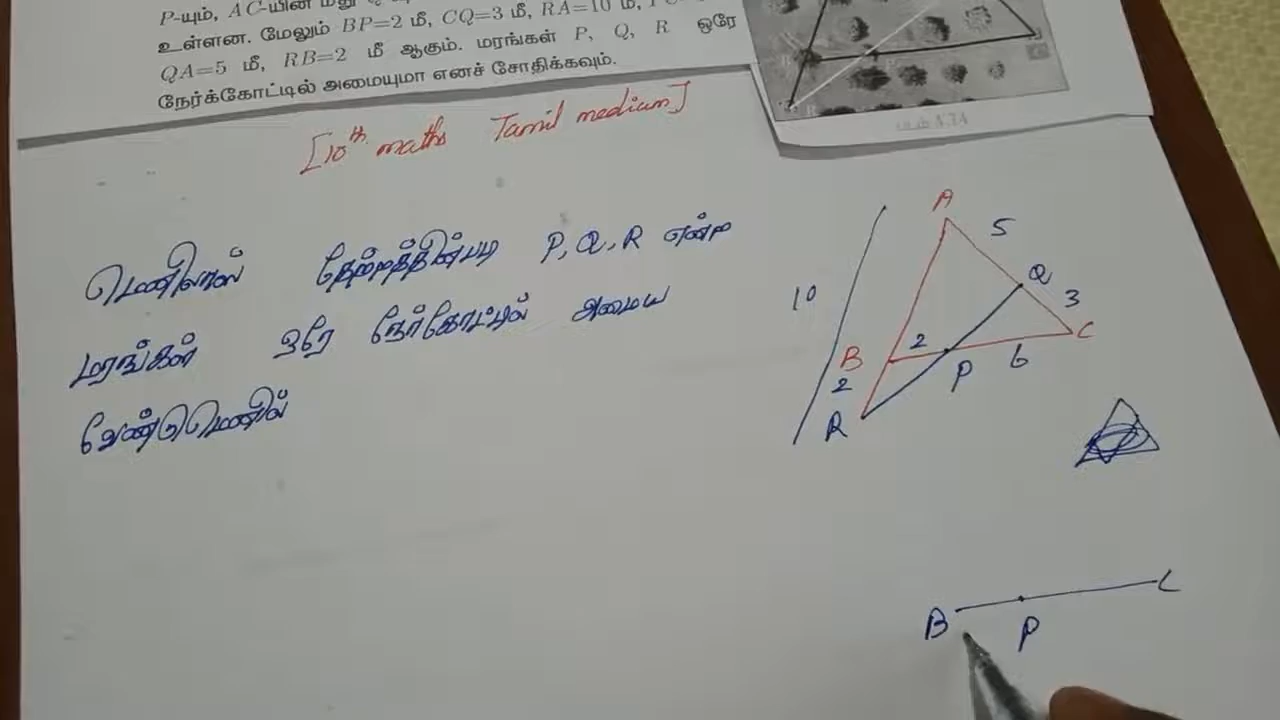 P-யும், AC-யின்
உள்ளன. மேலும் BP=2 மீ, CQ=3 மீ, RA=10 மீ,
QA=5 மீ, RB=2 மீ ஆகும். மரங்கள் P, Q, R ஒரே
நேர்க்கோட்டில் அமையுமா எனச் சோதிக்கவும்.
[10th maths Tamil medium]
மெனிலாஸ் தேற்றத்தின்படி P, Q, R என்ற
மரங்கள் ஒரே நேர்கோட்டில் அமைய
வேண்டுமெனில்
A
5
Q
10
3
B
2
C
P
6
2
R
B
P
C